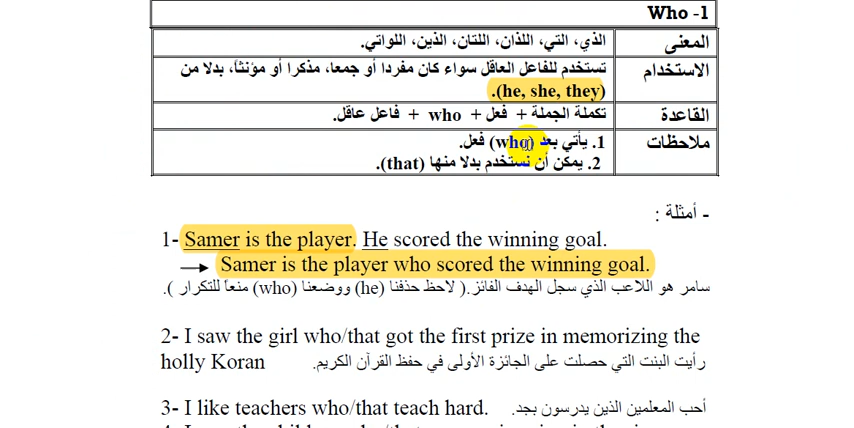 Who -1
المعنى الذي، التي، اللذان، اللتان، الذين، اللواتي.
الاستخدام تستخدم للفاعل العاقل سواء كان مفردا أو جمعا، مذكرا أو مؤنثا، بدلا من
(he, she, they).
القاعدة تكملة الجملة + فعل + who + فاعل عاقل.
ملاحظات 1. يأتي بعد (who) فعل.
2. يمكن أن نستخدم بدلا منها (that).
- أمثلة :
1- Samer is the player. He scored the winning goal.
Samer is the player who scored the winning goal.
سامر هو اللاعب الذي سجل الهدف الفائز.( لاحظ حذفنا (he) ووضعنا (who) منعاً للتكرار ).
2- I saw the girl who/that got the first prize in memorizing the
holly Koran رأيت البنت التي حصلت على الجائزة الأولى في حفظ القرآن الكريم.
3- I like teachers who/that teach hard. أحب المعلمين الذين يدرسون بجد.